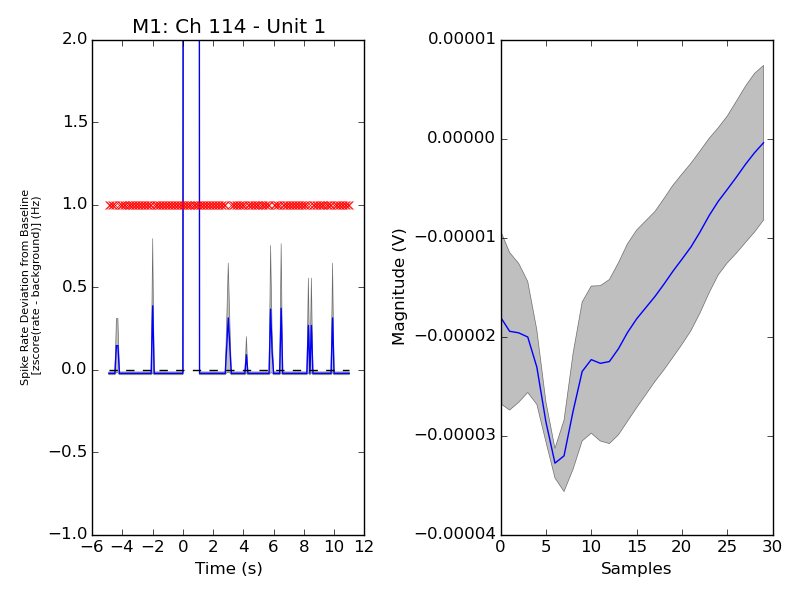 M1: Ch 114 - Unit 1
2.0
1.5
1.0
0.5
0.0
−0.5
−1.0
−6 −4 −2 0 2 4 6 8 10 12
Time (s)
Spike Rate Deviation from Baseline
[zscore(rate - background)] (Hz)
0.00001
0.00000
−0.00001
−0.00002
−0.00003
−0.00004
0 5 10 15 20 25 30
Samples
Magnitude (V)